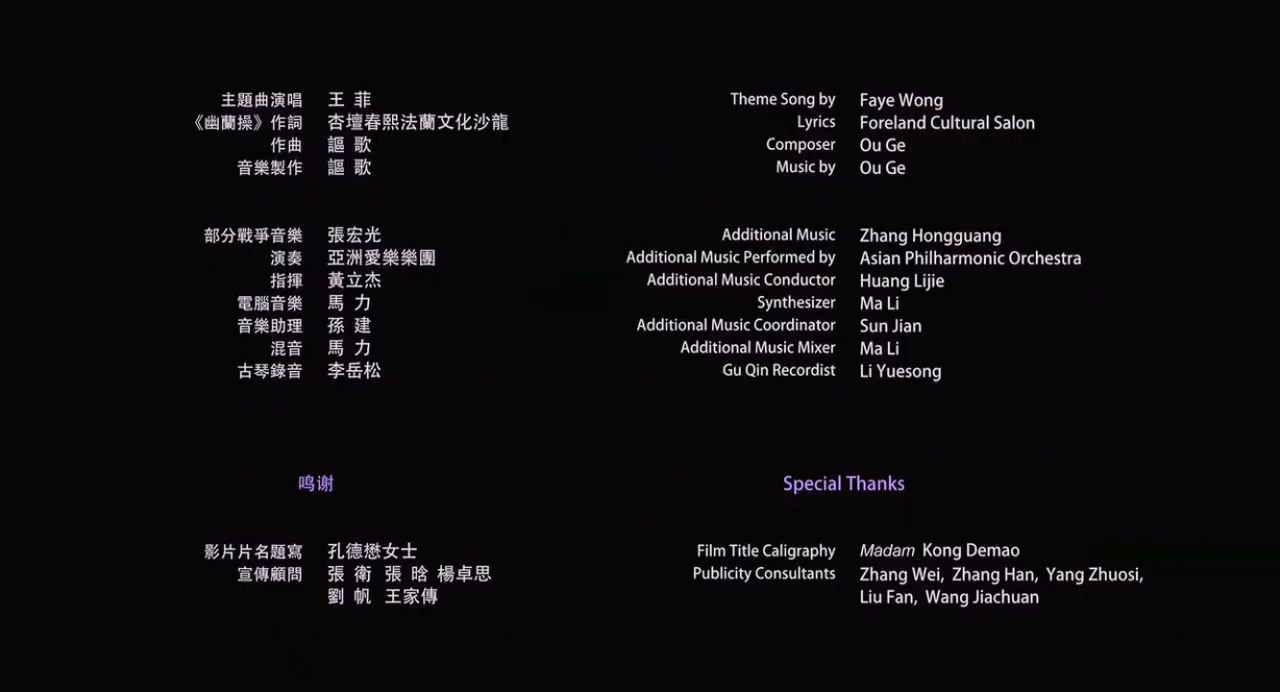 主題曲演唱 王 菲 Theme Song by Faye Wong
《幽蘭操》作詞 杏壇春熙法蘭文化沙龍 Lyrics Foreland Cultural Salon
作曲 謳 歌 Composer Ou Ge
音樂製作 謳 歌 Music by Ou Ge
部分戰爭音樂 張宏光 Additional Music Zhang Hongguang
演奏 亞洲愛樂樂團 Additional Music Performed by Asian Philharmonic Orchestra
指揮 黃立杰 Additional Music Conductor Huang Lijie
電腦音樂 馬 力 Synthesizer Ma Li
音樂助理 孫 建 Additional Music Coordinator Sun Jian
混音 馬 力 Additional Music Mixer Ma Li
古琴錄音 李岳松 Gu Qin Recordist Li Yuesong
鸣谢 Special Thanks
影片片名題寫 孔德懋女士 Film Title Caligraphy Madam Kong Demao
宣傳顧問 張 衛 張 晗 楊卓思 Publicity Consultants Zhang Wei, Zhang Han, Yang Zhuosi,
劉 帆 王家傳 Liu Fan, Wang Jiachuan